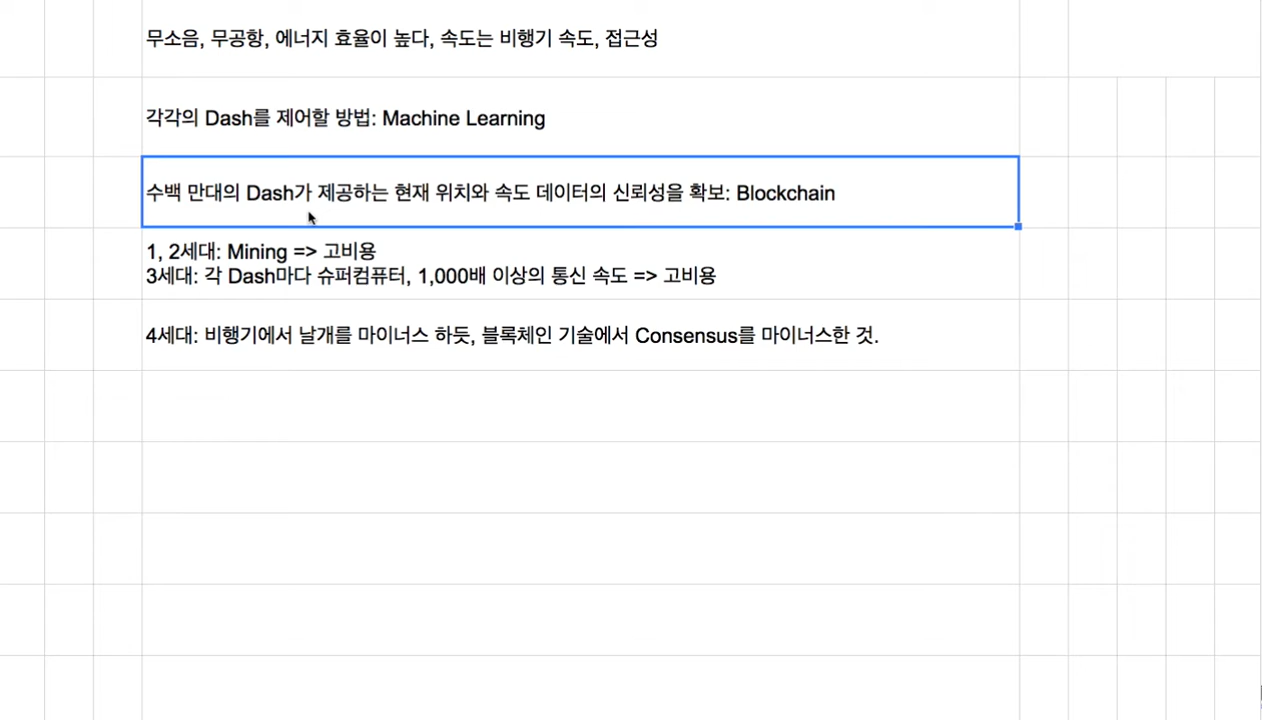 무소음, 무공항, 에너지 효율이 높다, 속도는 비행기 속도, 접근성
각각의 Dash를 제어할 방법: Machine Learning
수백 만대의 Dash가 제공하는 현재 위치와 속도 데이터의 신뢰성을 확보: Blockchain
1, 2세대: Mining => 고비용
3세대: 각 Dash마다 슈퍼컴퓨터, 1,000배 이상의 통신 속도 => 고비용
4세대: 비행기에서 날개를 마이너스 하듯, 블록체인 기술에서 Consensus를 마이너스한 것.